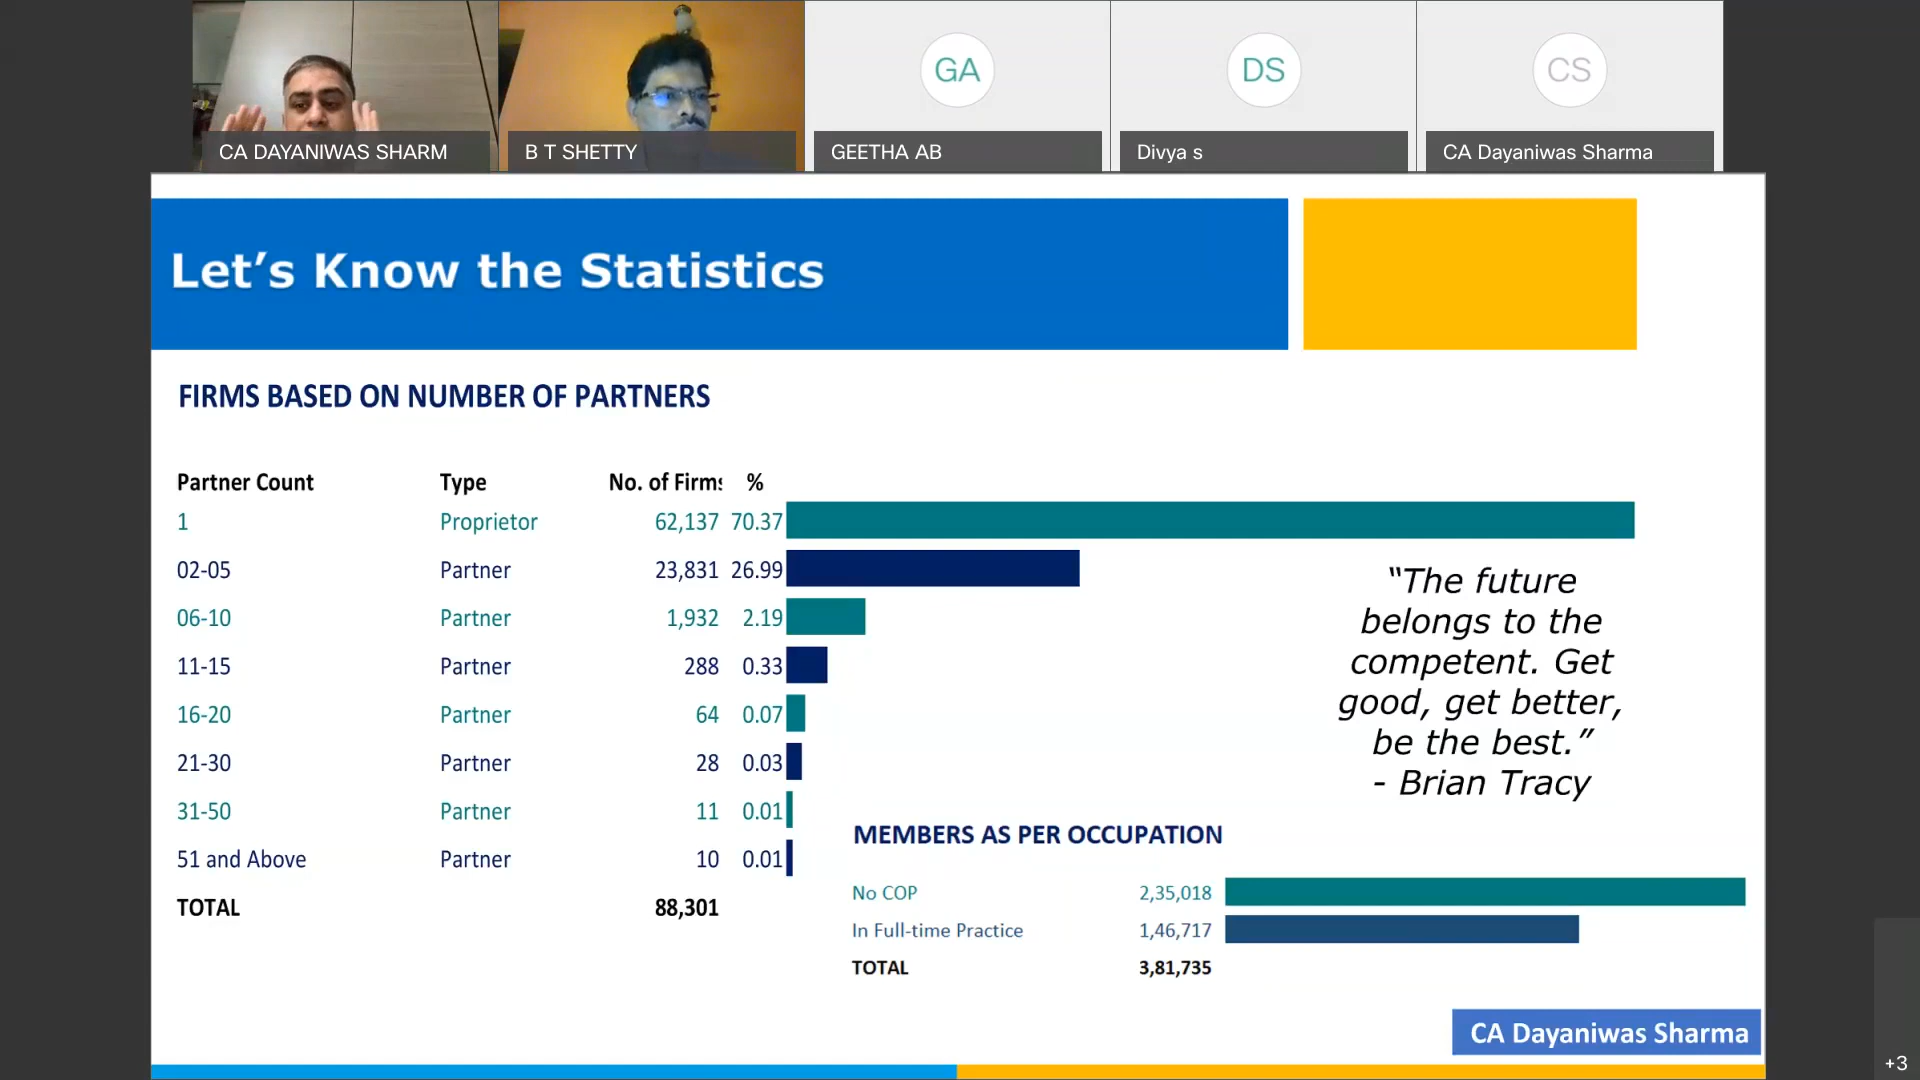 CA DAYANIWAS SHARM
B T SHETTY
GA
GEETHA AB
DS
Divya s
CS
CA Dayaniwas Sharma
Let’s Know the Statistics
FIRMS BASED ON NUMBER OF PARTNERS
Partner Count Type No. of Firms %
1 Proprietor 62,137 70.37
02-05 Partner 23,831 26.99
06-10 Partner 1,932 2.19
11-15 Partner 288 0.33
16-20 Partner 64 0.07
21-30 Partner 28 0.03
31-50 Partner 11 0.01
51 and Above Partner 10 0.01
TOTAL 88,301
“The future
belongs to the
competent. Get
good, get better,
be the best.”
- Brian Tracy
MEMBERS AS PER OCCUPATION
No COP 2,35,018
In Full-time Practice 1,46,717
TOTAL 3,81,735
CA Dayaniwas Sharma
+3